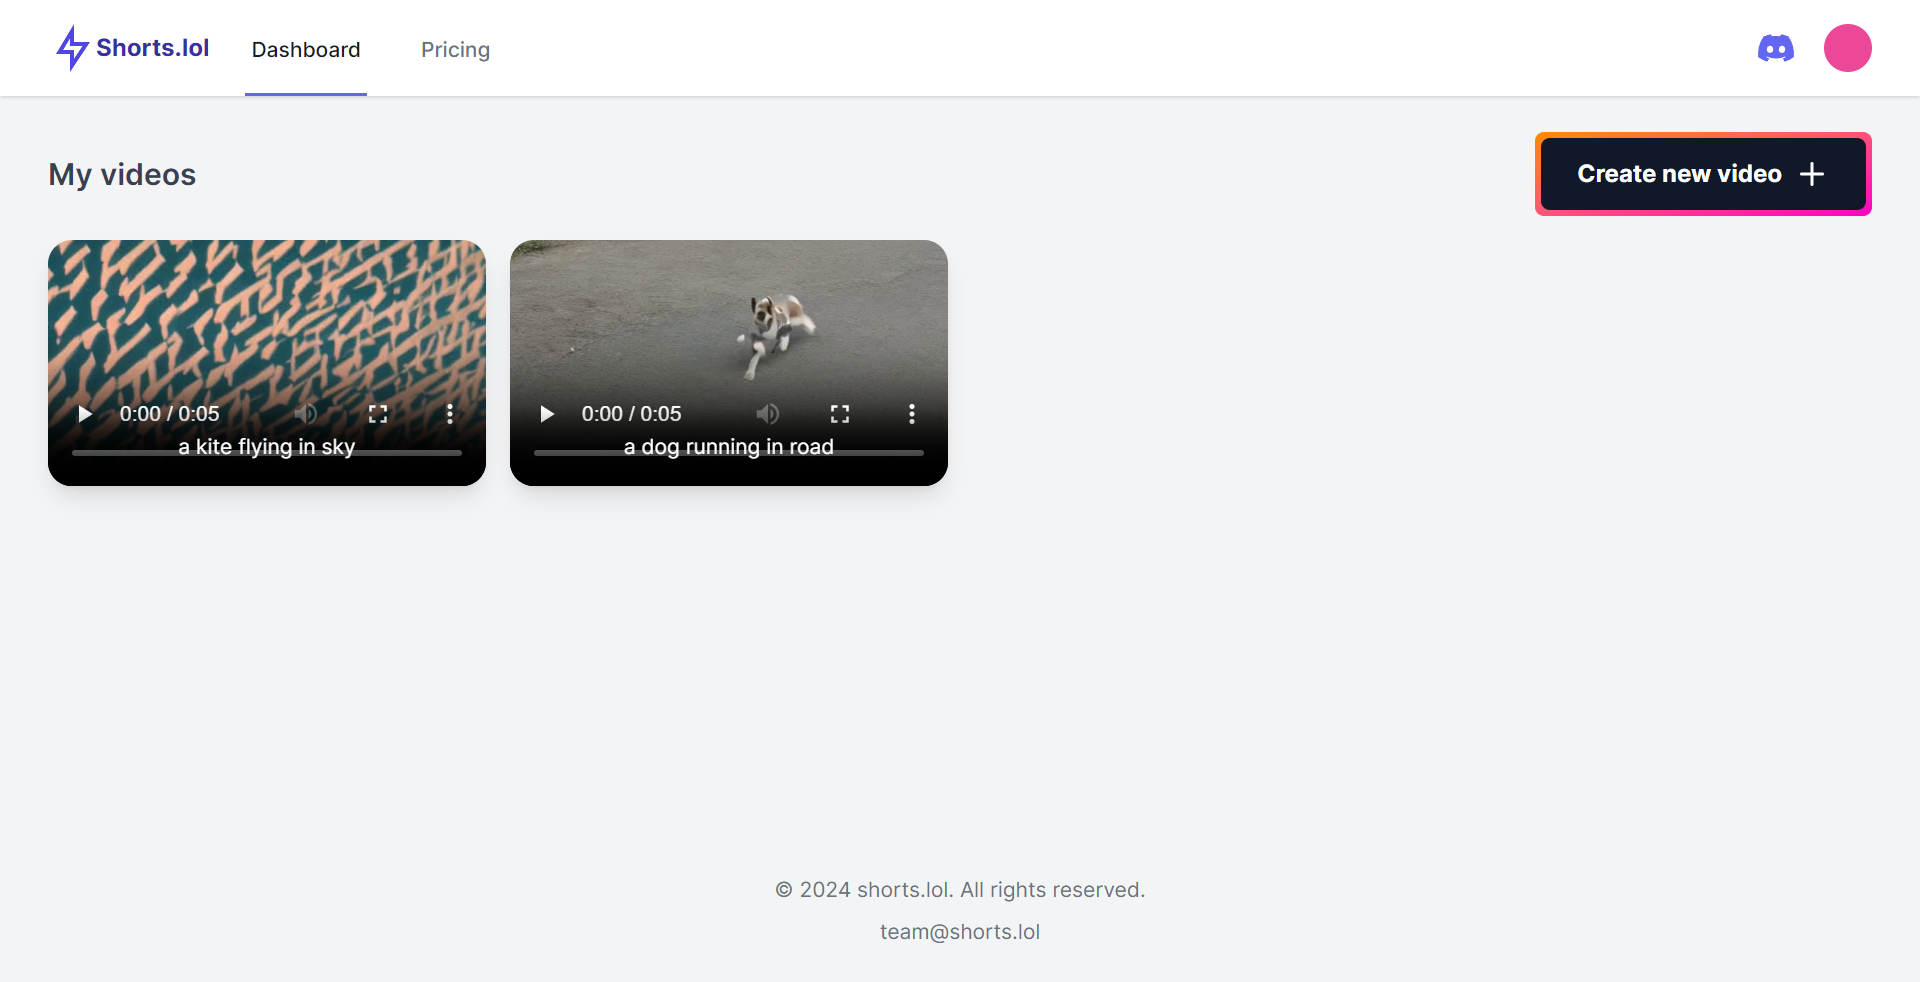 Shorts.lol
Dashboard
Pricing
My videos
Create new video
0:00 / 0:05
a kite flying in sky
0:00 / 0:05
a dog running in road
© 2024 shorts.lol. All rights reserved.
team@shorts.lol